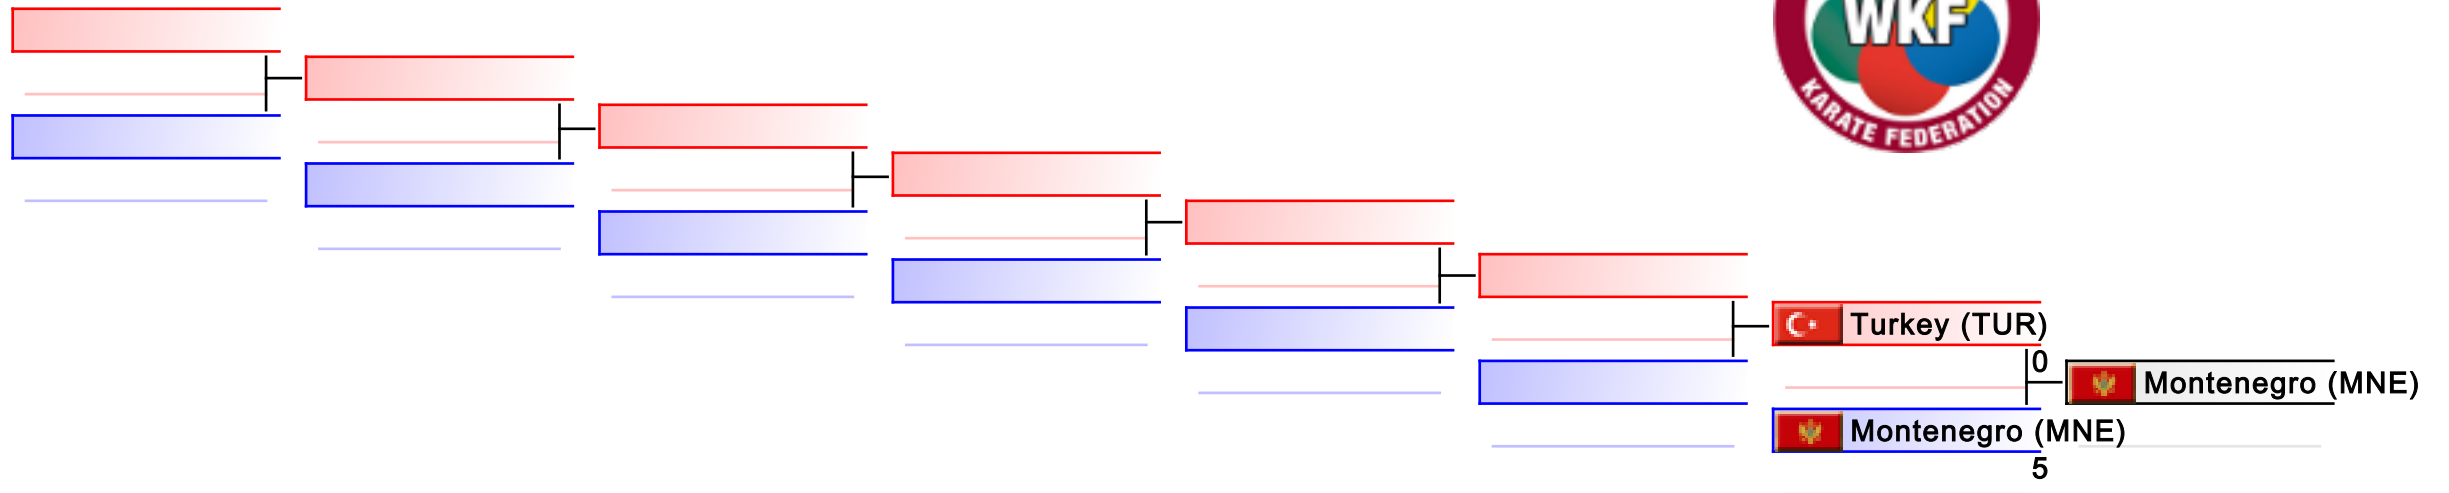 WKF
KARATE FEDERATION
Turkey (TUR)
0
Montenegro (MNE)
Montenegro (MNE)
5